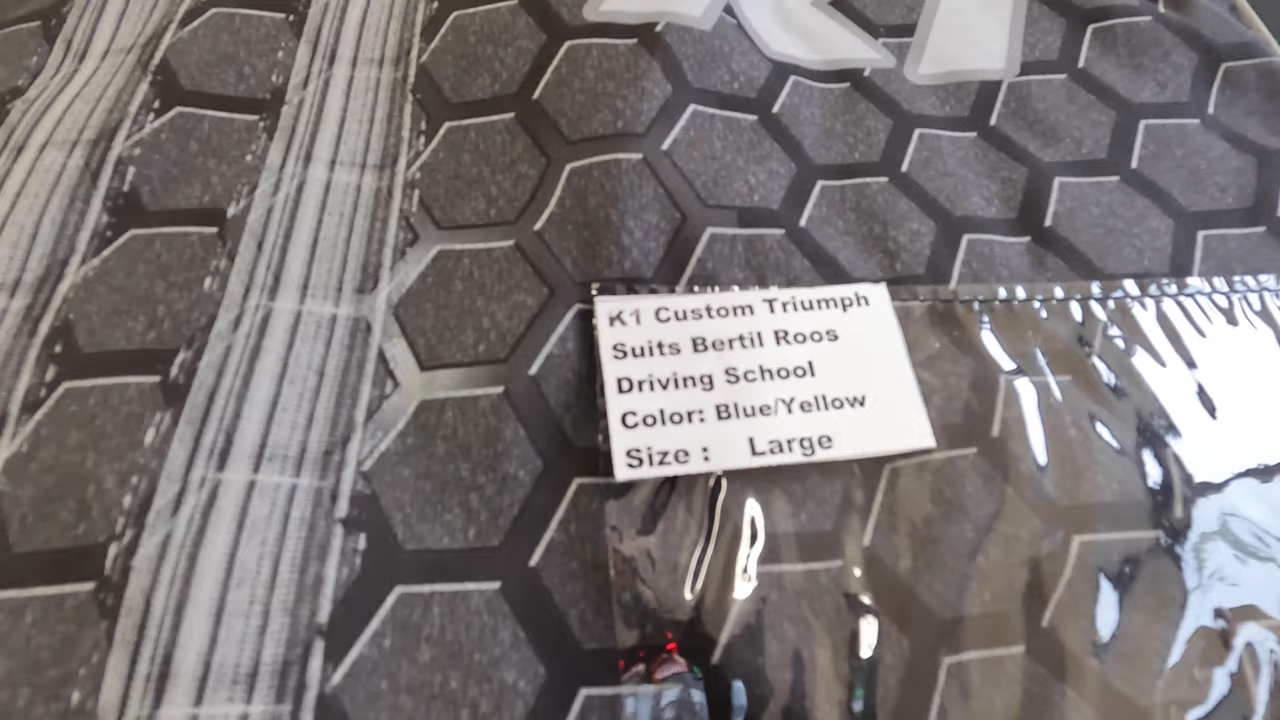 K1 Custom Triumph
Suits Bertil Roos
Driving School
Color: Blue/Yellow
Size : Large